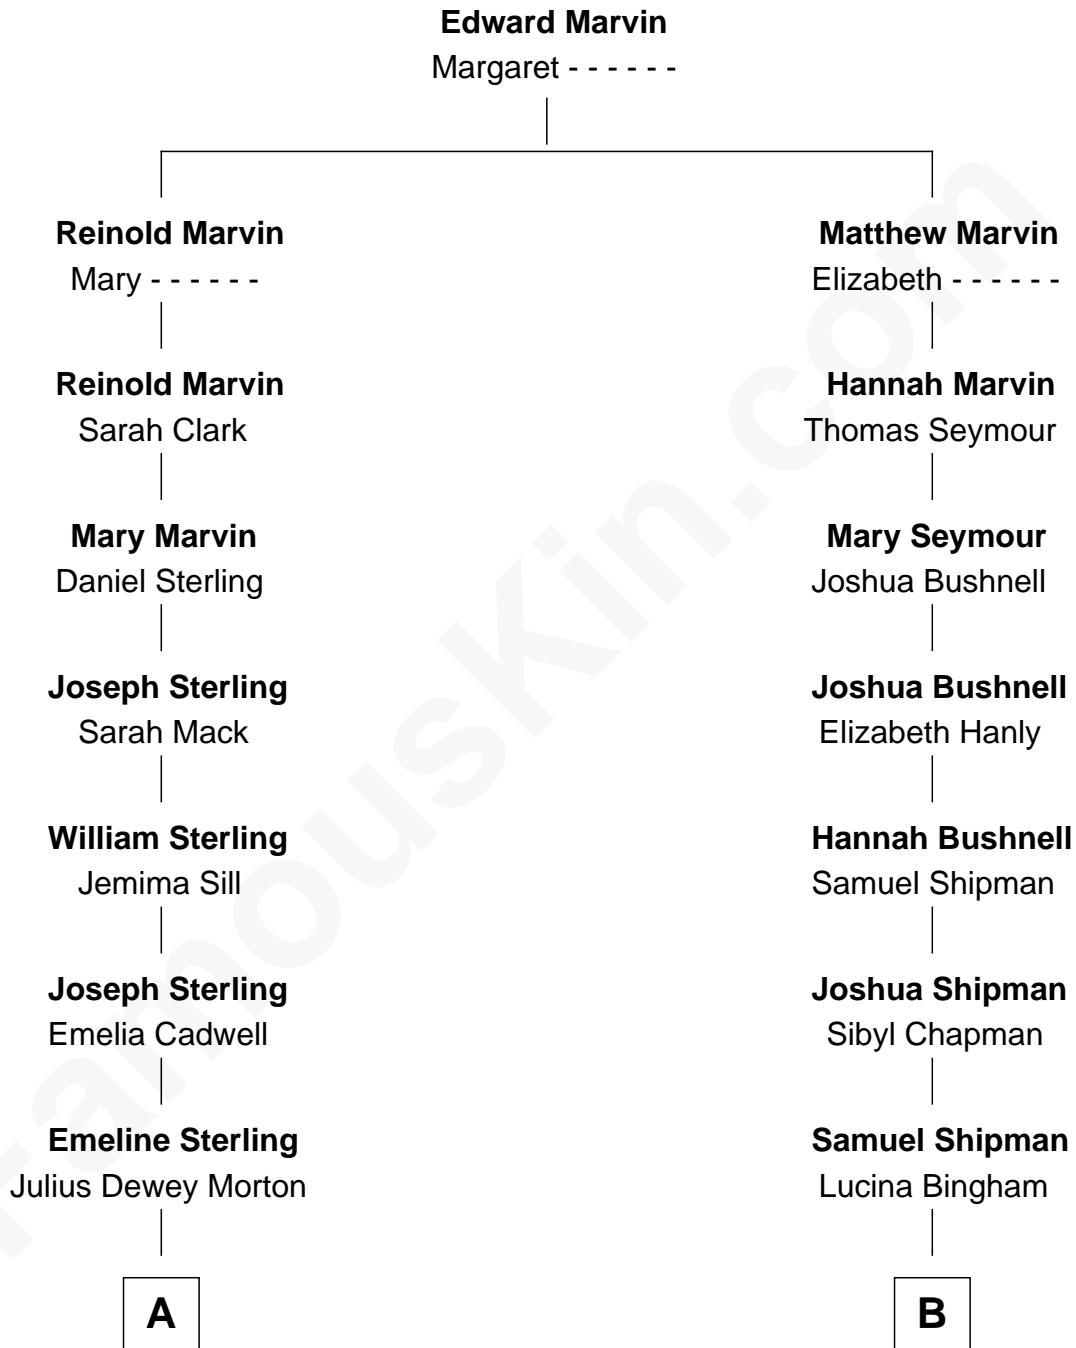 Edward Marvin
Margaret - - - - - -
Reinold Marvin
Mary - - - - - -
Matthew Marvin
Elizabeth - - - - - -
Reinold Marvin
Sarah Clark
Hannah Marvin
Thomas Seymour
Mary Marvin
Daniel Sterling
Mary Seymour
Joshua Bushnell
Joseph Sterling
Sarah Mack
Joshua Bushnell
Elizabeth Hanly
William Sterling
Jemima Sill
Hannah Bushnell
Samuel Shipman
Joseph Sterling
Emelia Cadwell
Joshua Shipman
Sibyl Chapman
Emeline Sterling
Julius Dewey Morton
Samuel Shipman
Lucina Bingham
A
B
FamousKin.com